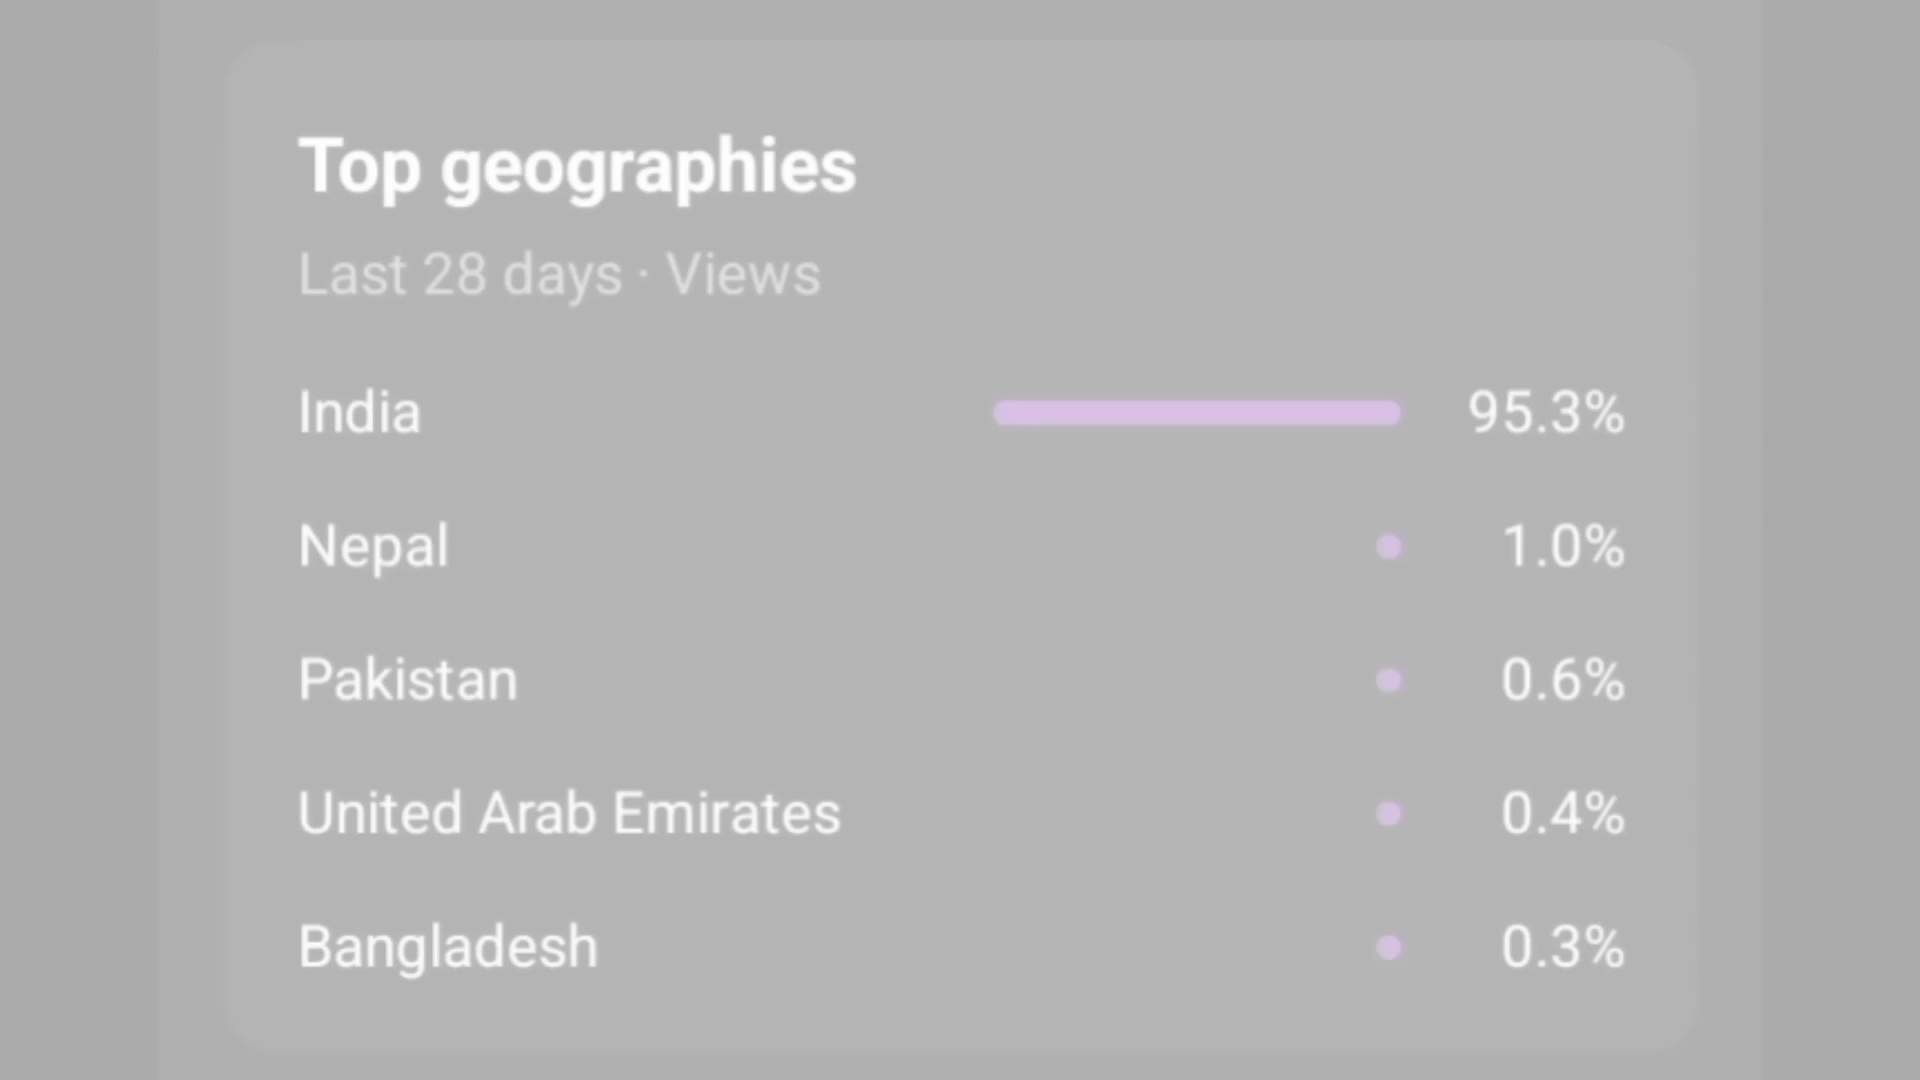 Top geographies
Last 28 days · Views
India 95.3%
Nepal 1.0%
Pakistan 0.6%
United Arab Emirates 0.4%
Bangladesh 0.3%